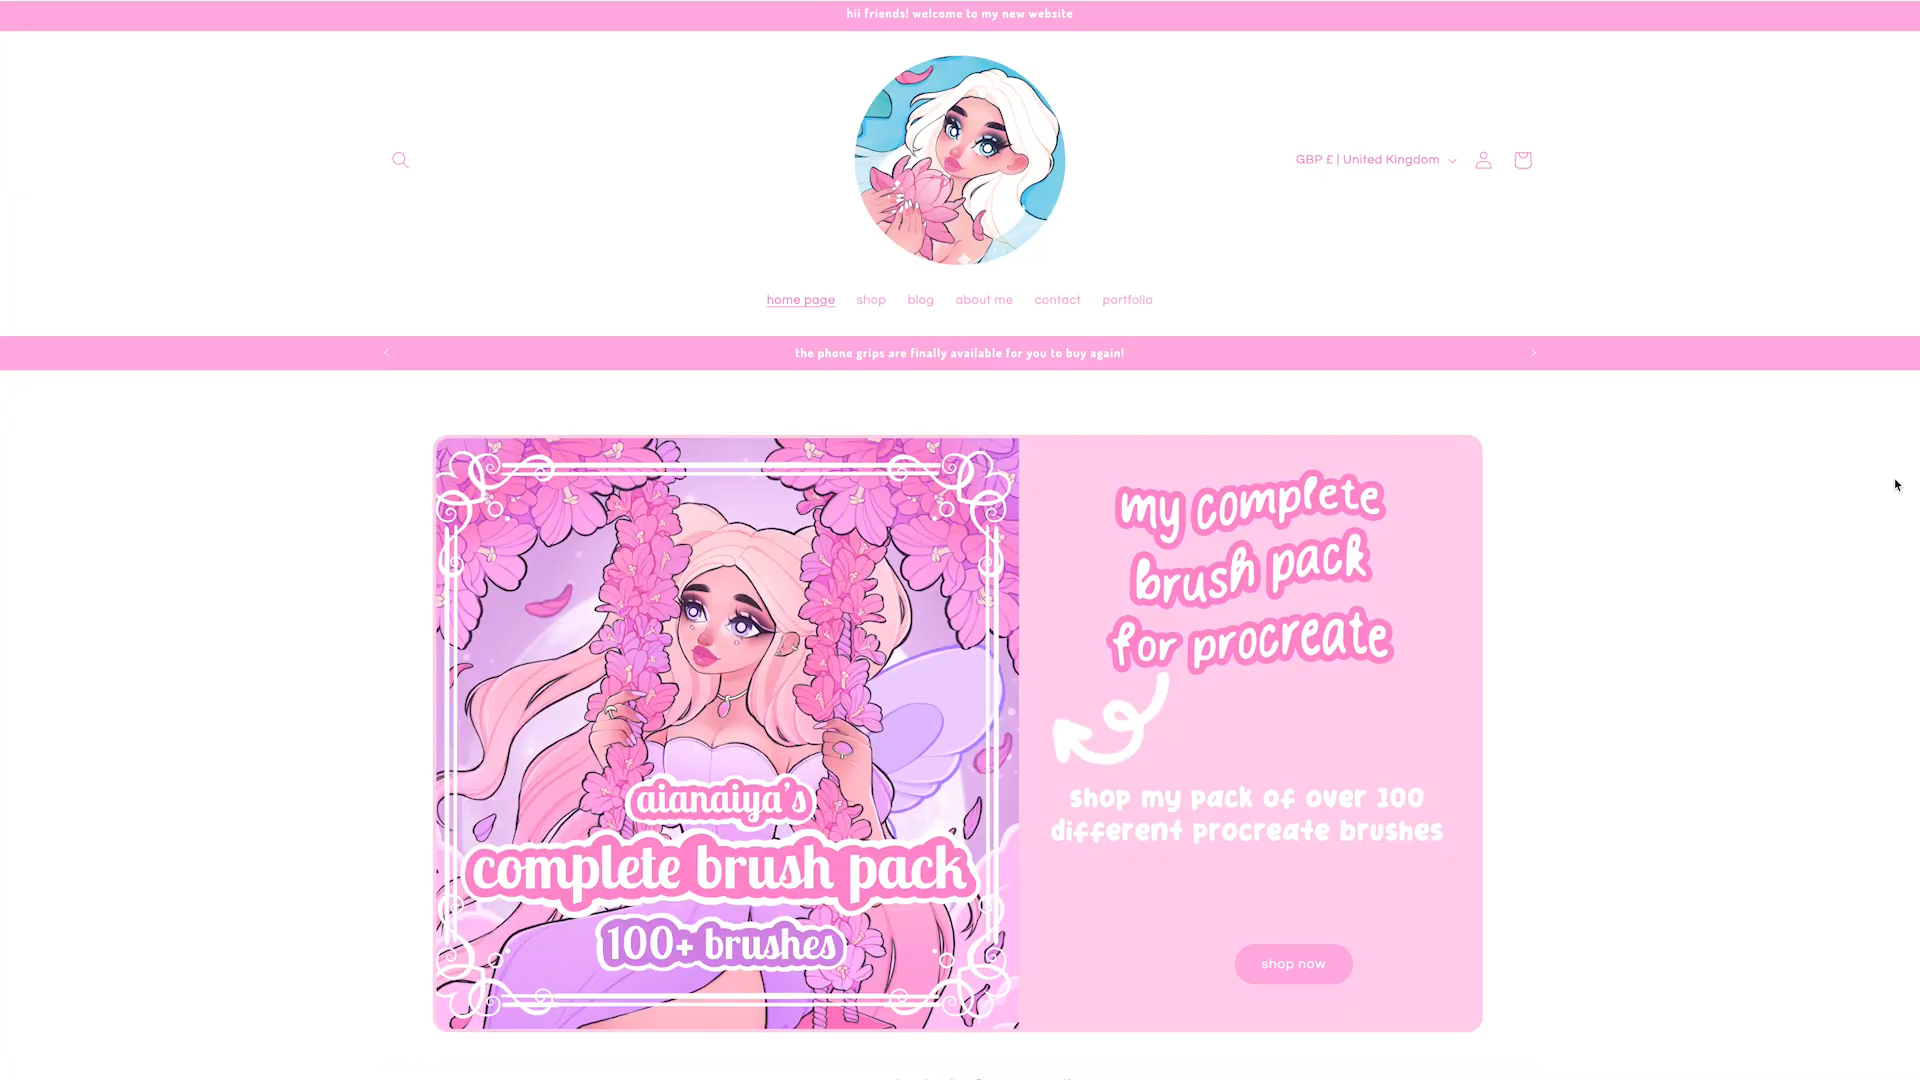 hii friends! welcome to my new website
GBP £ | United Kingdom
home page shop blog about me contact portfolio
the phone grips are finally available for you to buy again!
aianaiya's
complete brush pack
100+ brushes
my complete
brush pack
for procreate
shop my pack of over 100
different procreate brushes
shop now